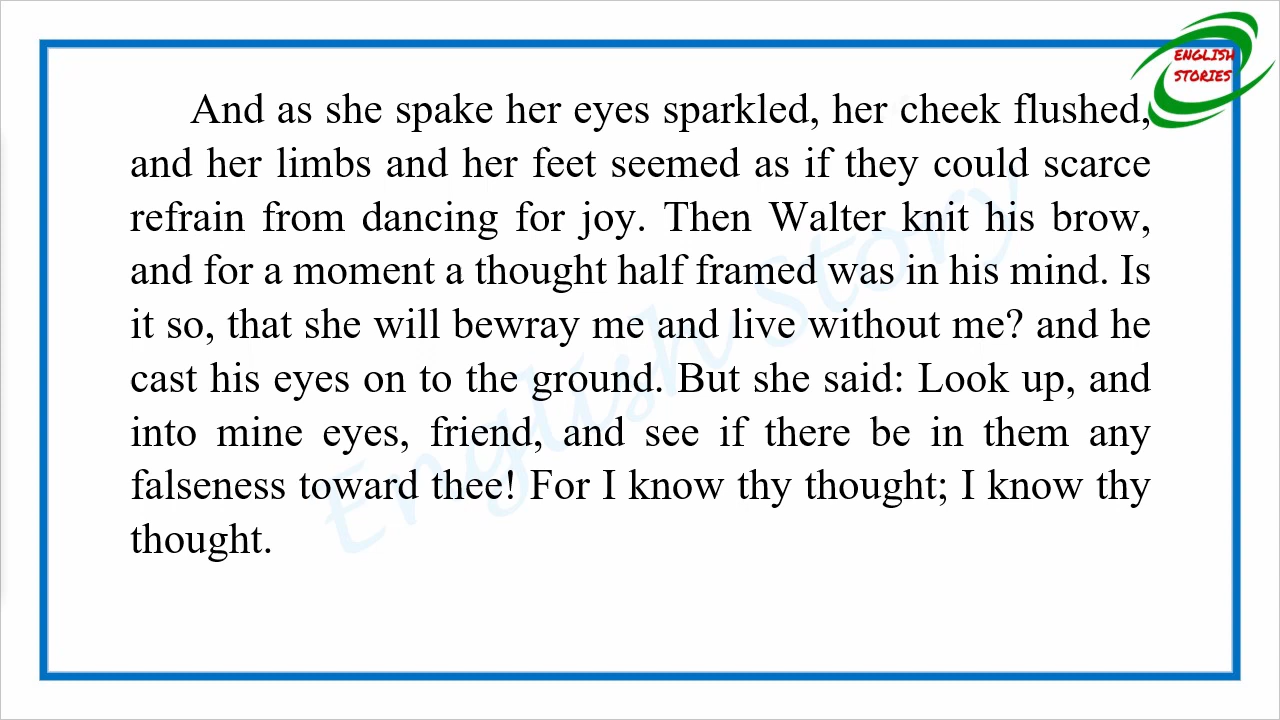 ENGLISH
STORIES
And as she spake her eyes sparkled, her cheek flushed,
and her limbs and her feet seemed as if they could scarce
refrain from dancing for joy. Then Walter knit his brow,
and for a moment a thought half framed was in his mind. Is
it so, that she will bewray me and live without me? and he
cast his eyes on to the ground. But she said: Look up, and
into mine eyes, friend, and see if there be in them any
falseness toward thee! For I know thy thought; I know thy
thought.
English Story